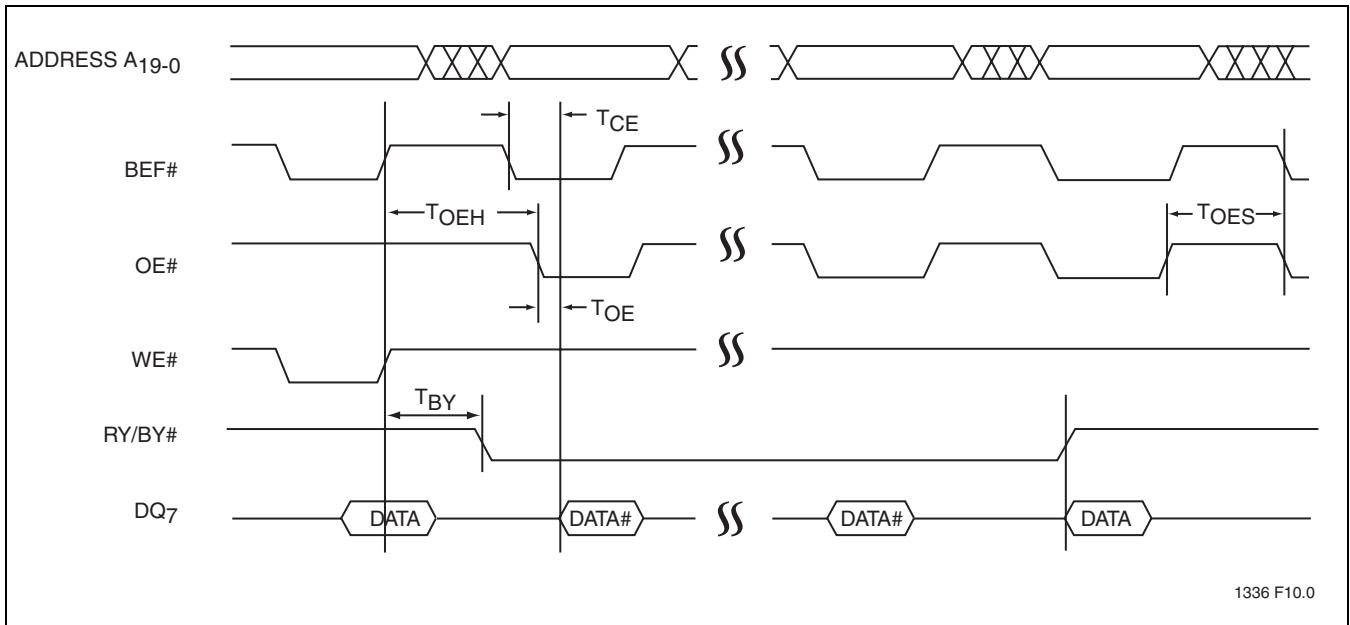 ADDRESS A19-0
TCE
BEF#
TOEH
TOES
OE#
TOE
WE#
TBY
RY/BY#
DQ7
DATA
DATA#
DATA#
DATA
1336 F10.0